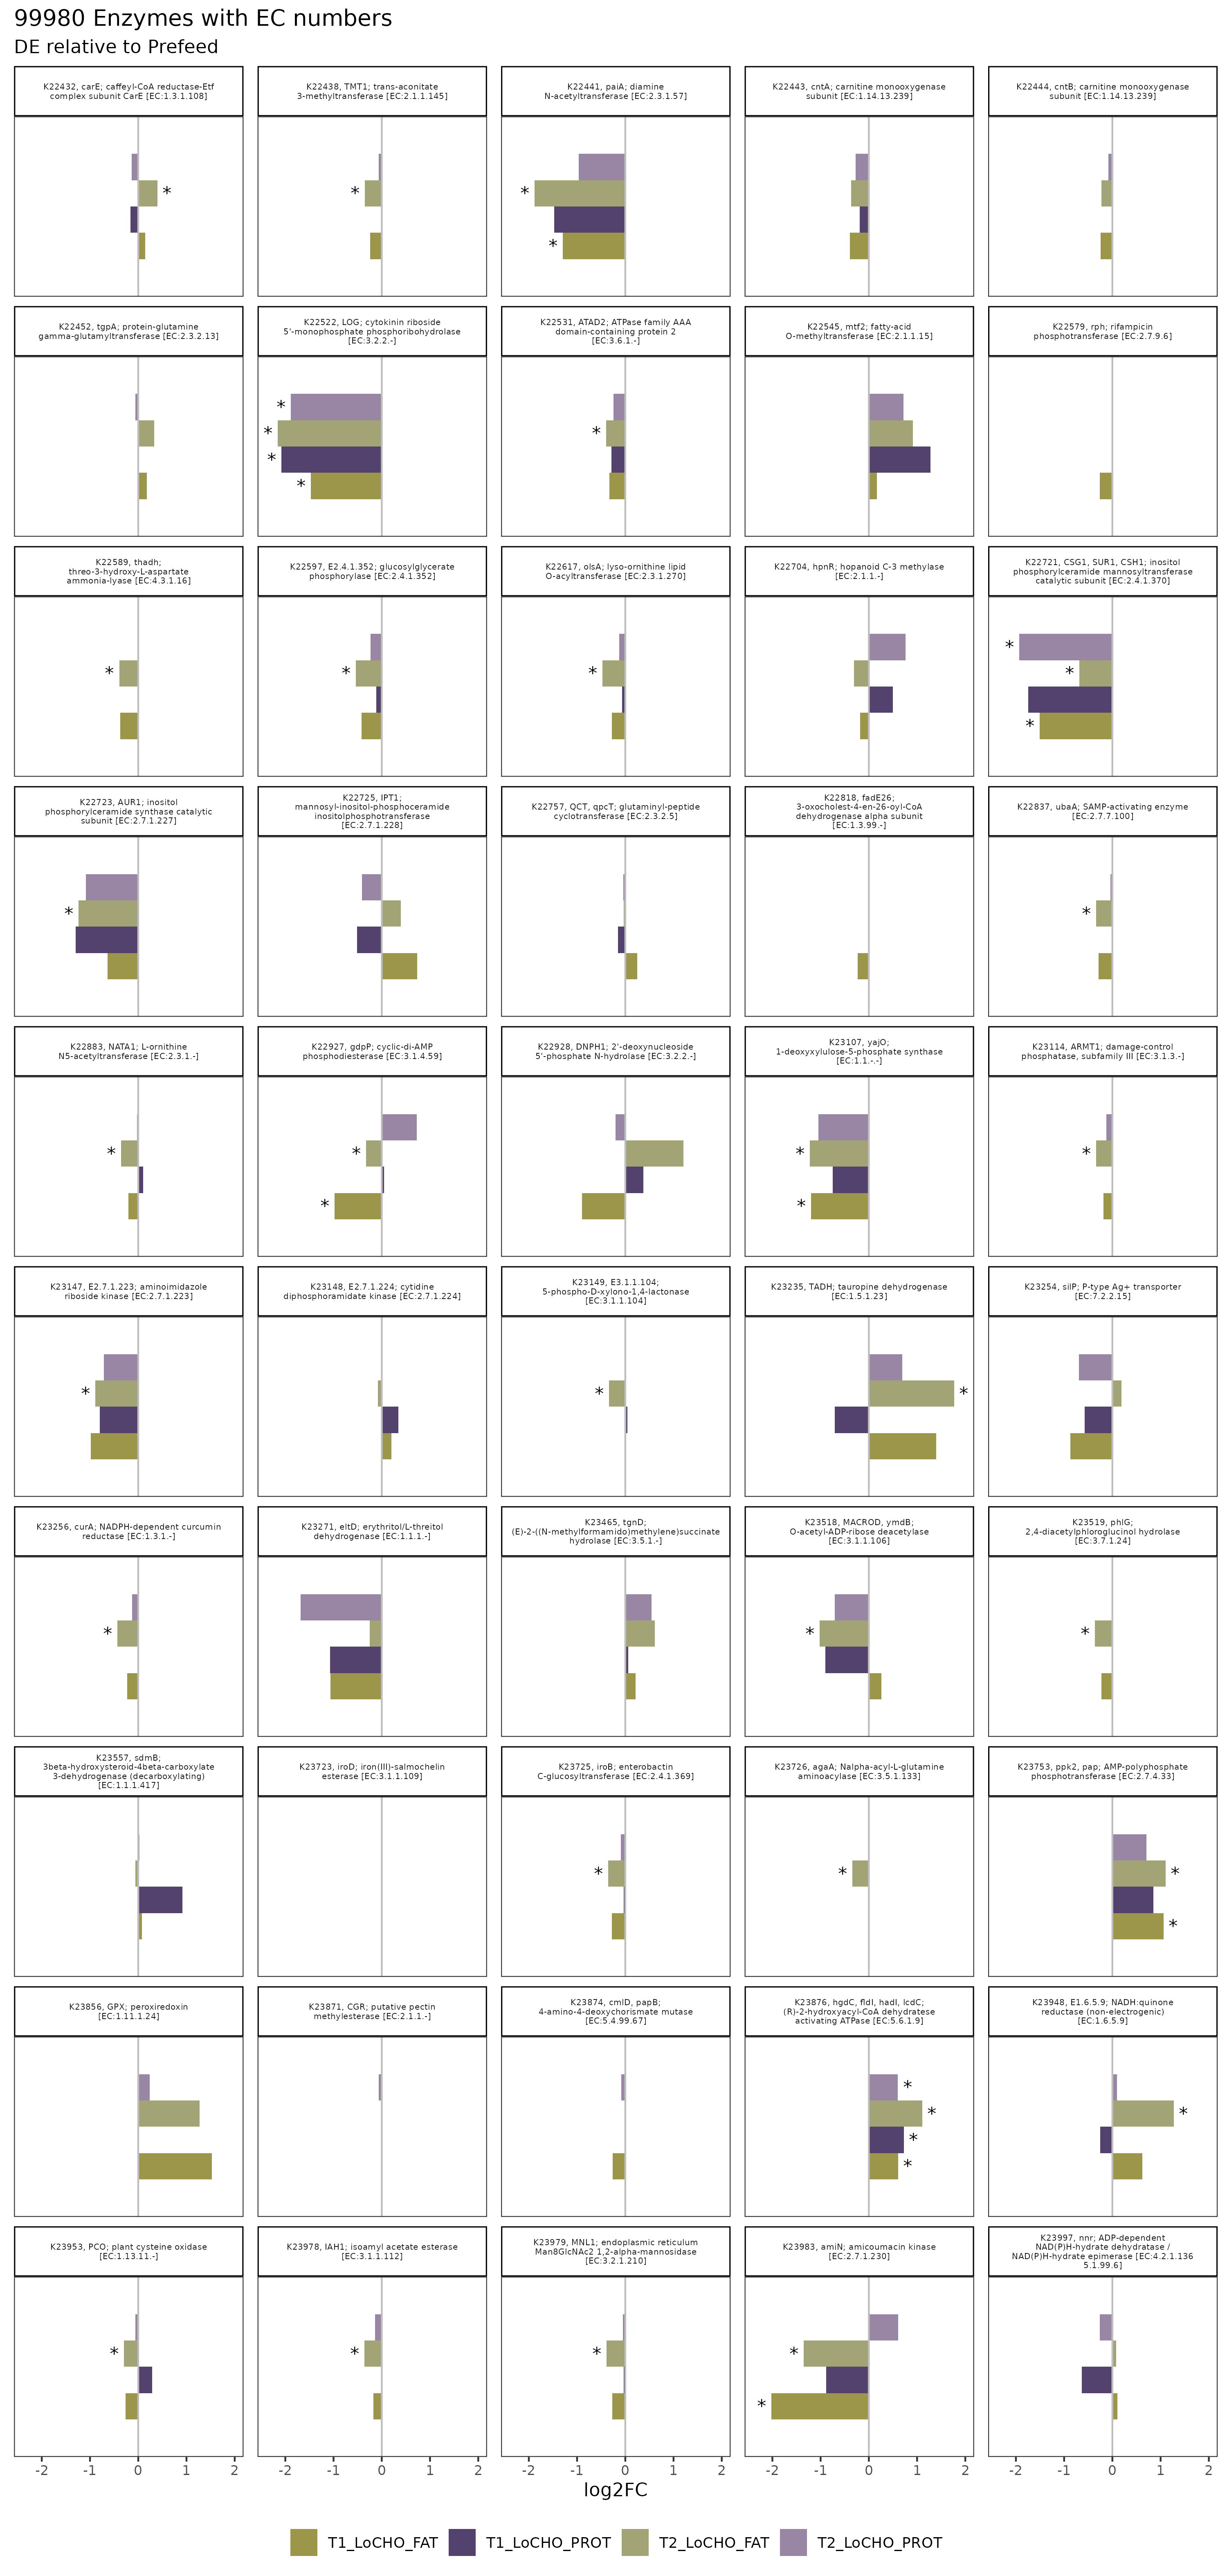 99980 Enzymes with EC numbers
DE relative to Prefeed
K22432, carE; caffeyl-CoA reductase-Etf
complex subunit CarE [EC:1.3.1.108]
K22438, TMT1; trans-aconitate
3-methyltransferase [EC:2.1.1.145]
K22441, paiA; diamine
N-acetyltransferase [EC:2.3.1.57]
K22443, cntA; carnitine monooxygenase
subunit [EC:1.14.13.239]
K22444, cntB; carnitine monooxygenase
subunit [EC:1.14.13.239]
*
*
*
*
K22452, tgpA; protein-glutamine
gamma-glutamyltransferase [EC:2.3.2.13]
K22522, LOG; cytokinin riboside
5'-monophosphate phosphoribohydrolase
[EC:3.2.2.-]
K22531, ATAD2; ATPase family AAA
domain-containing protein 2
[EC:3.6.1.-]
K22545, mtf2; fatty-acid
O-methyltransferase [EC:2.1.1.15]
K22579, rph; rifampicin
phosphotransferase [EC:2.7.9.6]
*
*
*
*
*
K22589, thadh;
threo-3-hydroxy-L-aspartate
ammonia-lyase [EC:4.3.1.16]
K22597, E2.4.1.352; glucosylglycerate
phosphorylase [EC:2.4.1.352]
K22617, olsA; lyso-ornithine lipid
O-acyltransferase [EC:2.3.1.270]
K22704, hpnR; hopanoid C-3 methylase
[EC:2.1.1.-]
K22721, CSG1, SUR1, CSH1; inositol
phosphorylceramide mannosyltransferase
catalytic subunit [EC:2.4.1.370]
*
*
*
*
*
*
K22723, AUR1; inositol
phosphorylceramide synthase catalytic
subunit [EC:2.7.1.227]
K22725, IPT1;
mannosyl-inositol-phosphoceramide
inositolphosphotransferase
[EC:2.7.1.228]
K22757, QCT, qpcT; glutaminyl-peptide
cyclotransferase [EC:2.3.2.5]
K22818, fadE26;
3-oxocholest-4-en-26-oyl-CoA
dehydrogenase alpha subunit
[EC:1.3.99.-]
K22837, ubaA; SAMP-activating enzyme
[EC:2.7.7.100]
*
*
K22883, NATA1; L-ornithine
N5-acetyltransferase [EC:2.3.1.-]
K22927, gdpP; cyclic-di-AMP
phosphodiesterase [EC:3.1.4.59]
K22928, DNPH1; 2'-deoxynucleoside
5'-phosphate N-hydrolase [EC:3.2.2.-]
K23107, yajO;
1-deoxyxylulose-5-phosphate synthase
[EC:1.1.-.-]
K23114, ARMT1; damage-control
phosphatase, subfamily III [EC:3.1.3.-]
*
*
*
*
*
*
K23147, E2.7.1.223; aminoimidazole
riboside kinase [EC:2.7.1.223]
K23148, E2.7.1.224; cytidine
diphosphoramidate kinase [EC:2.7.1.224]
K23149, E3.1.1.104;
5-phospho-D-xylono-1,4-lactonase
[EC:3.1.1.104]
K23235, TADH; tauropine dehydrogenase
[EC:1.5.1.23]
K23254, silP; P-type Ag+ transporter
[EC:7.2.2.15]
*
*
*
K23256, curA; NADPH-dependent curcumin
reductase [EC:1.3.1.-]
K23271, eltD; erythritol/L-threitol
dehydrogenase [EC:1.1.1.-]
K23465, tgnD;
(E)-2-((N-methylformamido)methylene)succinate
hydrolase [EC:3.5.1.-]
K23518, MACROD, ymdB;
O-acetyl-ADP-ribose deacetylase
[EC:3.1.1.106]
K23519, phlG;
2,4-diacetylphloroglucinol hydrolase
[EC:3.7.1.24]
*
*
*
K23557, sdmB;
3beta-hydroxysteroid-4beta-carboxylate
3-dehydrogenase (decarboxylating)
[EC:1.1.1.417]
K23723, iroD; iron(III)-salmochelin
esterase [EC:3.1.1.109]
K23725, iroB; enterobactin
C-glucosyltransferase [EC:2.4.1.369]
K23726, agaA; Nalpha-acyl-L-glutamine
aminoacylase [EC:3.5.1.133]
K23753, ppk2, pap; AMP-polyphosphate
phosphotransferase [EC:2.7.4.33]
*
*
*
*
K23856, GPX; peroxiredoxin
[EC:1.11.1.24]
K23871, CGR; putative pectin
methylesterase [EC:2.1.1.-]
K23874, cmlD, papB;
4-amino-4-deoxychorismate mutase
[EC:5.4.99.67]
K23876, hgdC, fldI, hadI, lcdC;
(R)-2-hydroxyacyl-CoA dehydratese
activating ATPase [EC:5.6.1.9]
K23948, E1.6.5.9; NADH:quinone
reductase (non-electrogenic)
[EC:1.6.5.9]
*
*
*
*
*
K23953, PCO; plant cysteine oxidase
[EC:1.13.11.-]
K23978, IAH1; isoamyl acetate esterase
[EC:3.1.1.112]
K23979, MNL1; endoplasmic reticulum
Man8GlcNAc2 1,2-alpha-mannosidase
[EC:3.2.1.210]
K23983, amiN; amicoumacin kinase
[EC:2.7.1.230]
K23997, nnr; ADP-dependent
NAD(P)H-hydrate dehydratase /
NAD(P)H-hydrate epimerase [EC:4.2.1.136
5.1.99.6]
*
*
*
*
*
-2 -1 0 1 2 -2 -1 0 1 2 -2 -1 0 1 2 -2 -1 0 1 2 -2 -1 0 1 2
log2FC
T1_LoCHO_FAT T1_LoCHO_PROT T2_LoCHO_FAT T2_LoCHO_PROT